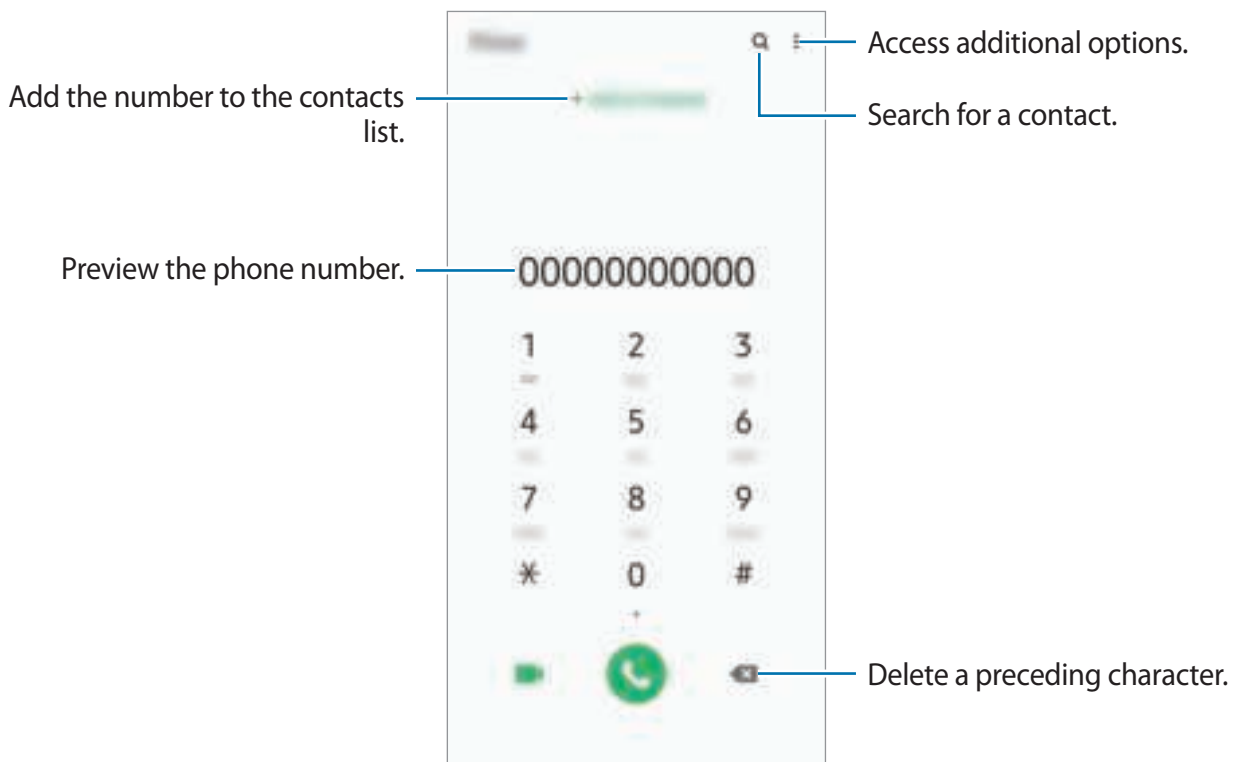 Access additional options.
Add the number to the contacts
list.
Search for a contact.
Preview the phone number.
00000000000
1 2 3
4 5 6
7 8 9
* 0 #
+
Delete a preceding character.